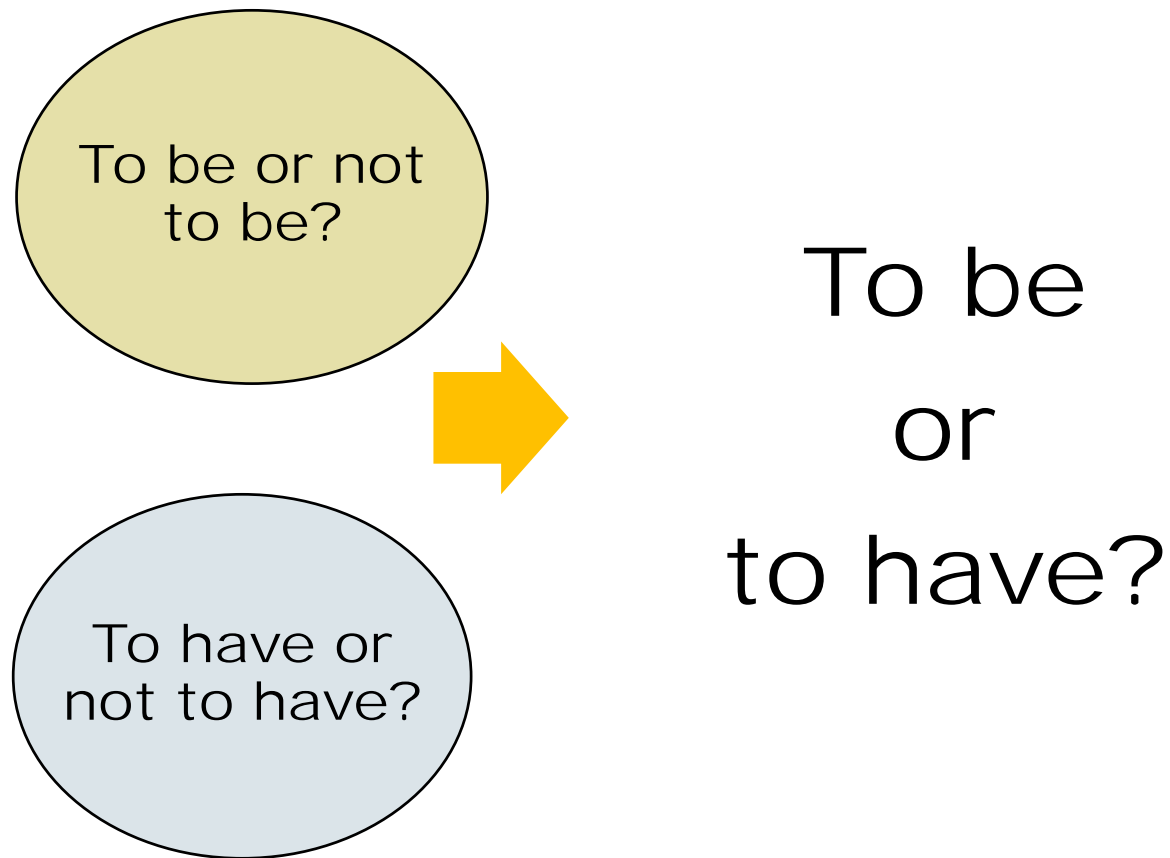 To be or not
to be?
To have or
not to have?
To be
or
to have?